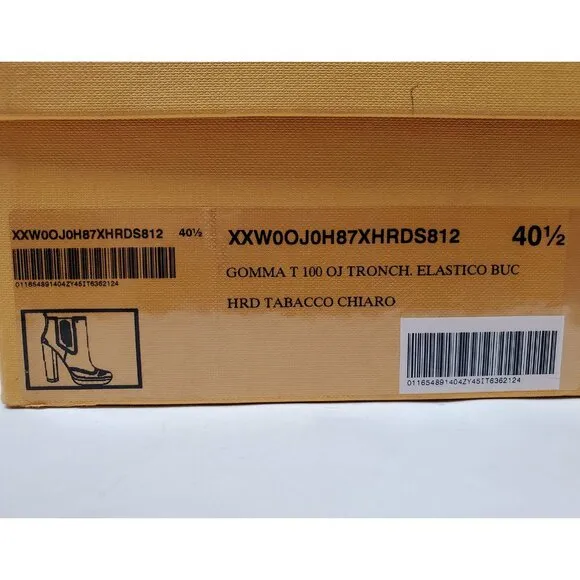 XXW0OJ0H87XHRDS812 40½
011654891404ZY45IT6362124
XXW0OJ0H87XHRDS812 40½
GOMMA T 100 OJ TRONCH. ELASTICO BUC
HRD TABACCO CHIARO
011654891404ZY45IT6362124